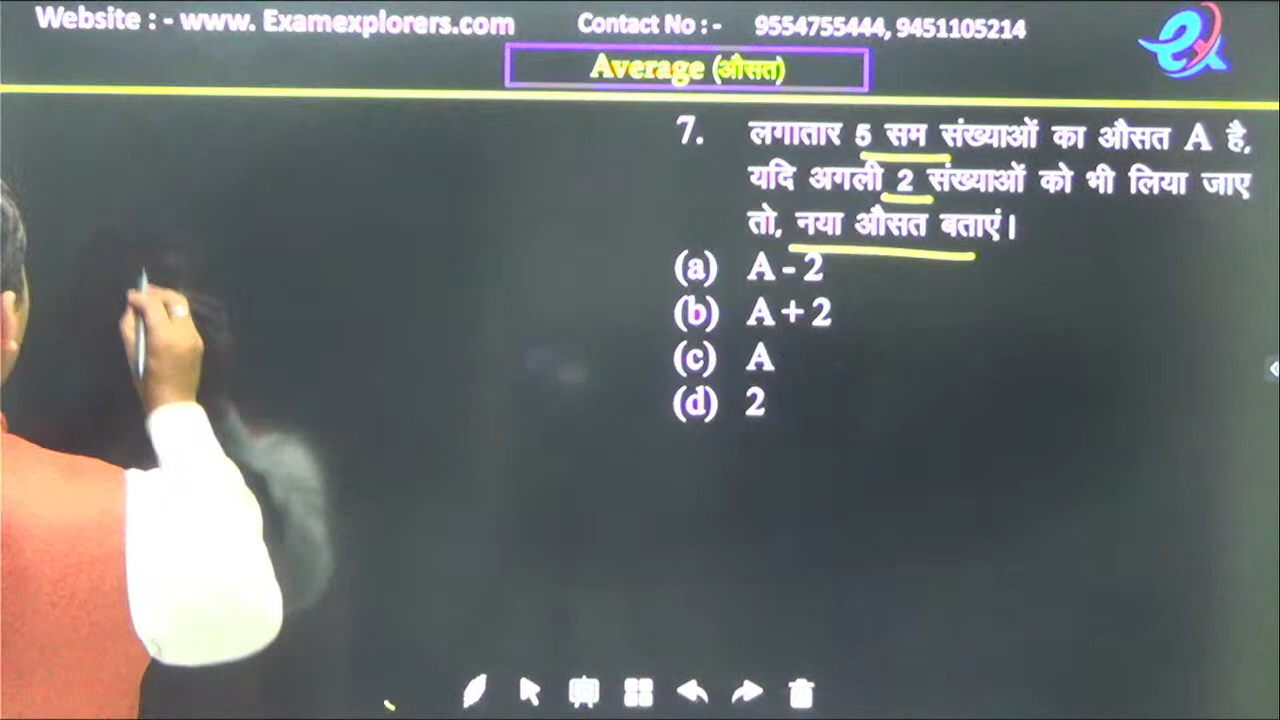 Website : - www. Examexplorers.com
Contact No : - 9554755444, 9451105214
ex
Average (औसत)
7. लगातार 5 सम संख्याओं का औसत A है,
यदि अगली 2 संख्याओं को भी लिया जाए
तो, नया औसत बताएं।
(a) A - 2
(b) A + 2
(c) A
(d) 2